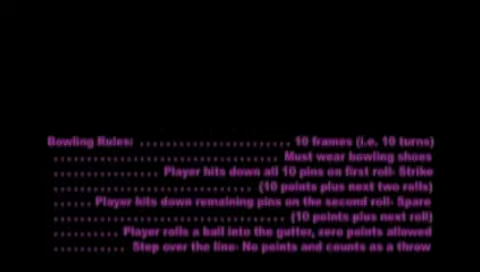 Bowling Rules: ........................ 10 frames (i.e. 10 turns)
.................................... Must wear bowling shoes
................. Player hits down all 10 pins on first roll- Strike
................................ (10 points plus next two rolls)
...... Player hits down remaining pins on the second roll- Spare
..................................... (10 points plus next roll)
........... Player rolls a ball into the gutter, zero points allowed
............ Step over the line- No points and counts as a throw